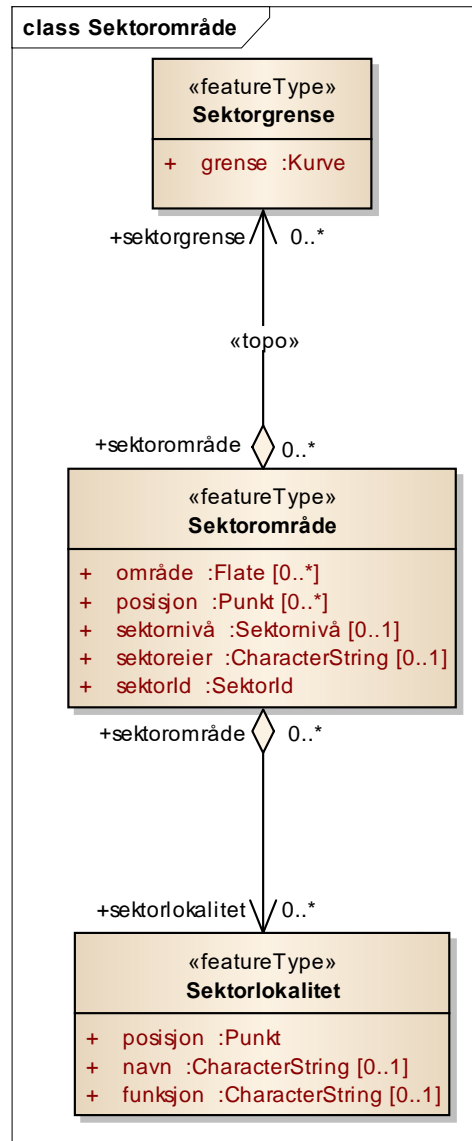 class Sektorområde
«featureType»
Sektorgrense
+ grense :Kurve
+sektorgrense 0..*
«topo»
+sektorområde 0..*
«featureType»
Sektorområde
+ område :Flate [0..*]
+ posisjon :Punkt [0..*]
+ sektornivå :Sektornivå [0..1]
+ sektoreier :CharacterString [0..1]
+ sektorId :SektorId
+sektorområde 0..*
+sektorlokalitet 0..*
«featureType»
Sektorlokalitet
+ posisjon :Punkt
+ navn :CharacterString [0..1]
+ funksjon :CharacterString [0..1]